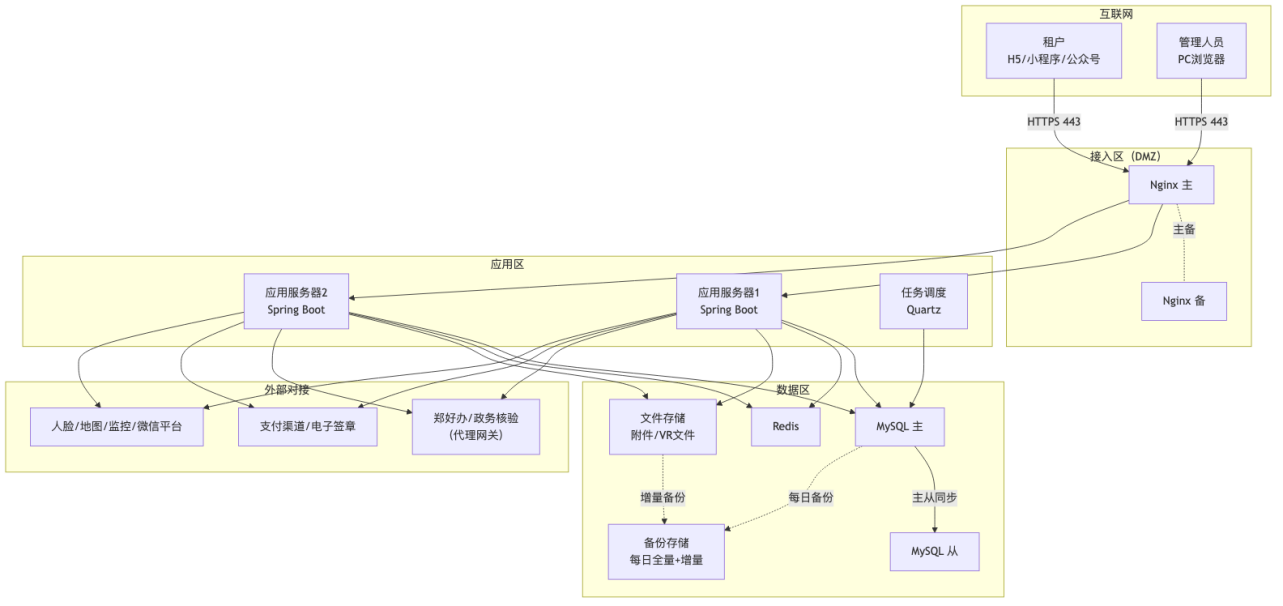 互联网
租户
H5/小程序/公众号
管理人员
PC浏览器
HTTPS 443
HTTPS 443
接入区（DMZ）
Nginx 主
主备
Nginx 备
应用区
应用服务器2
Spring Boot
应用服务器1
Spring Boot
任务调度
Quartz
外部对接
人脸/地图/监控/微信平台
支付渠道/电子签章
郑好办/政务核验
（代理网关）
数据区
文件存储
附件/VR文件
Redis
MySQL 主
增量备份
每日备份
主从同步
备份存储
每日全量+增量
MySQL 从